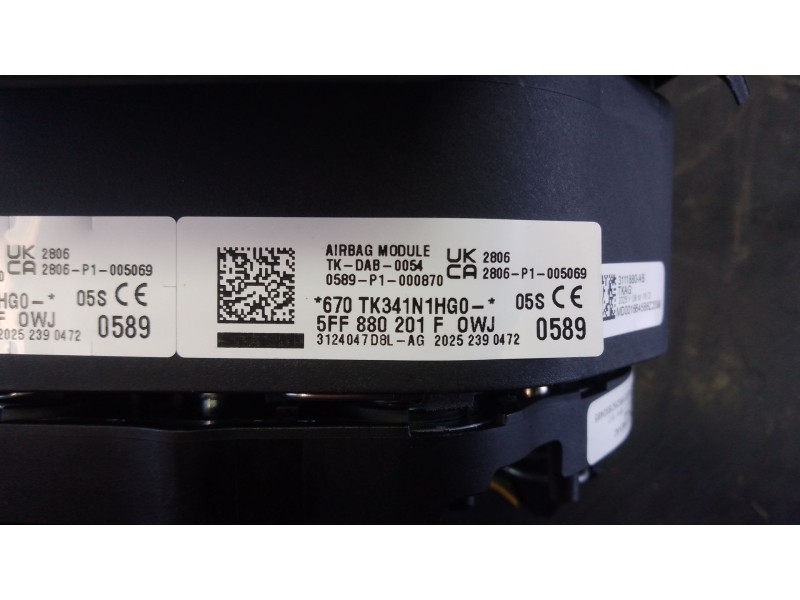 2806
UK
CA 2806-P1-005069
HG0-* 05S CE
F 0WJ 0589
2025 239 0472
AIRBAG MODULE
TK-DAB-0054
0589-P1-000870
UK
CA 2806
2806-P1-005069
*670 TK341N1HG0-* 05S CE
5FF 880 201 F 0WJ 0589
3124047D8L-AG 2025 239 0472
TKAG